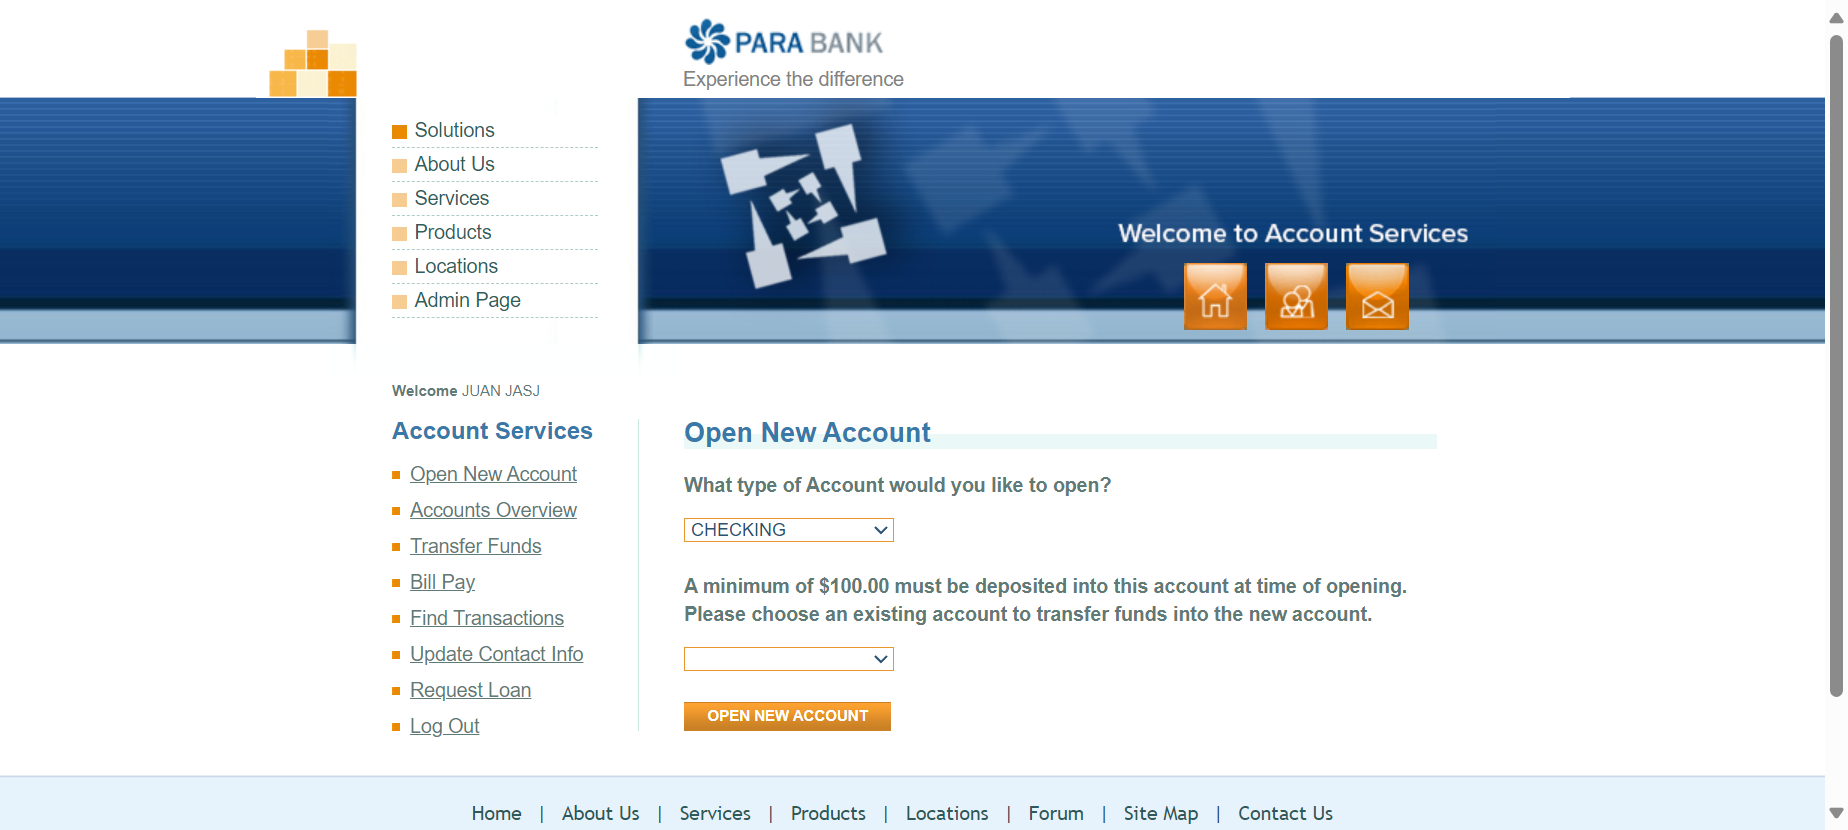 PARA BANK
Experience the difference
Solutions
About Us
Services
Products
Locations
Admin Page
Welcome to Account Services
Welcome JUAN JASJ
Account Services
Open New Account
Accounts Overview
Transfer Funds
Bill Pay
Find Transactions
Update Contact Info
Request Loan
Log Out
Open New Account
What type of Account would you like to open?
CHECKING
A minimum of $100.00 must be deposited into this account at time of opening.
Please choose an existing account to transfer funds into the new account.
OPEN NEW ACCOUNT
Home | About Us | Services | Products | Locations | Forum | Site Map | Contact Us